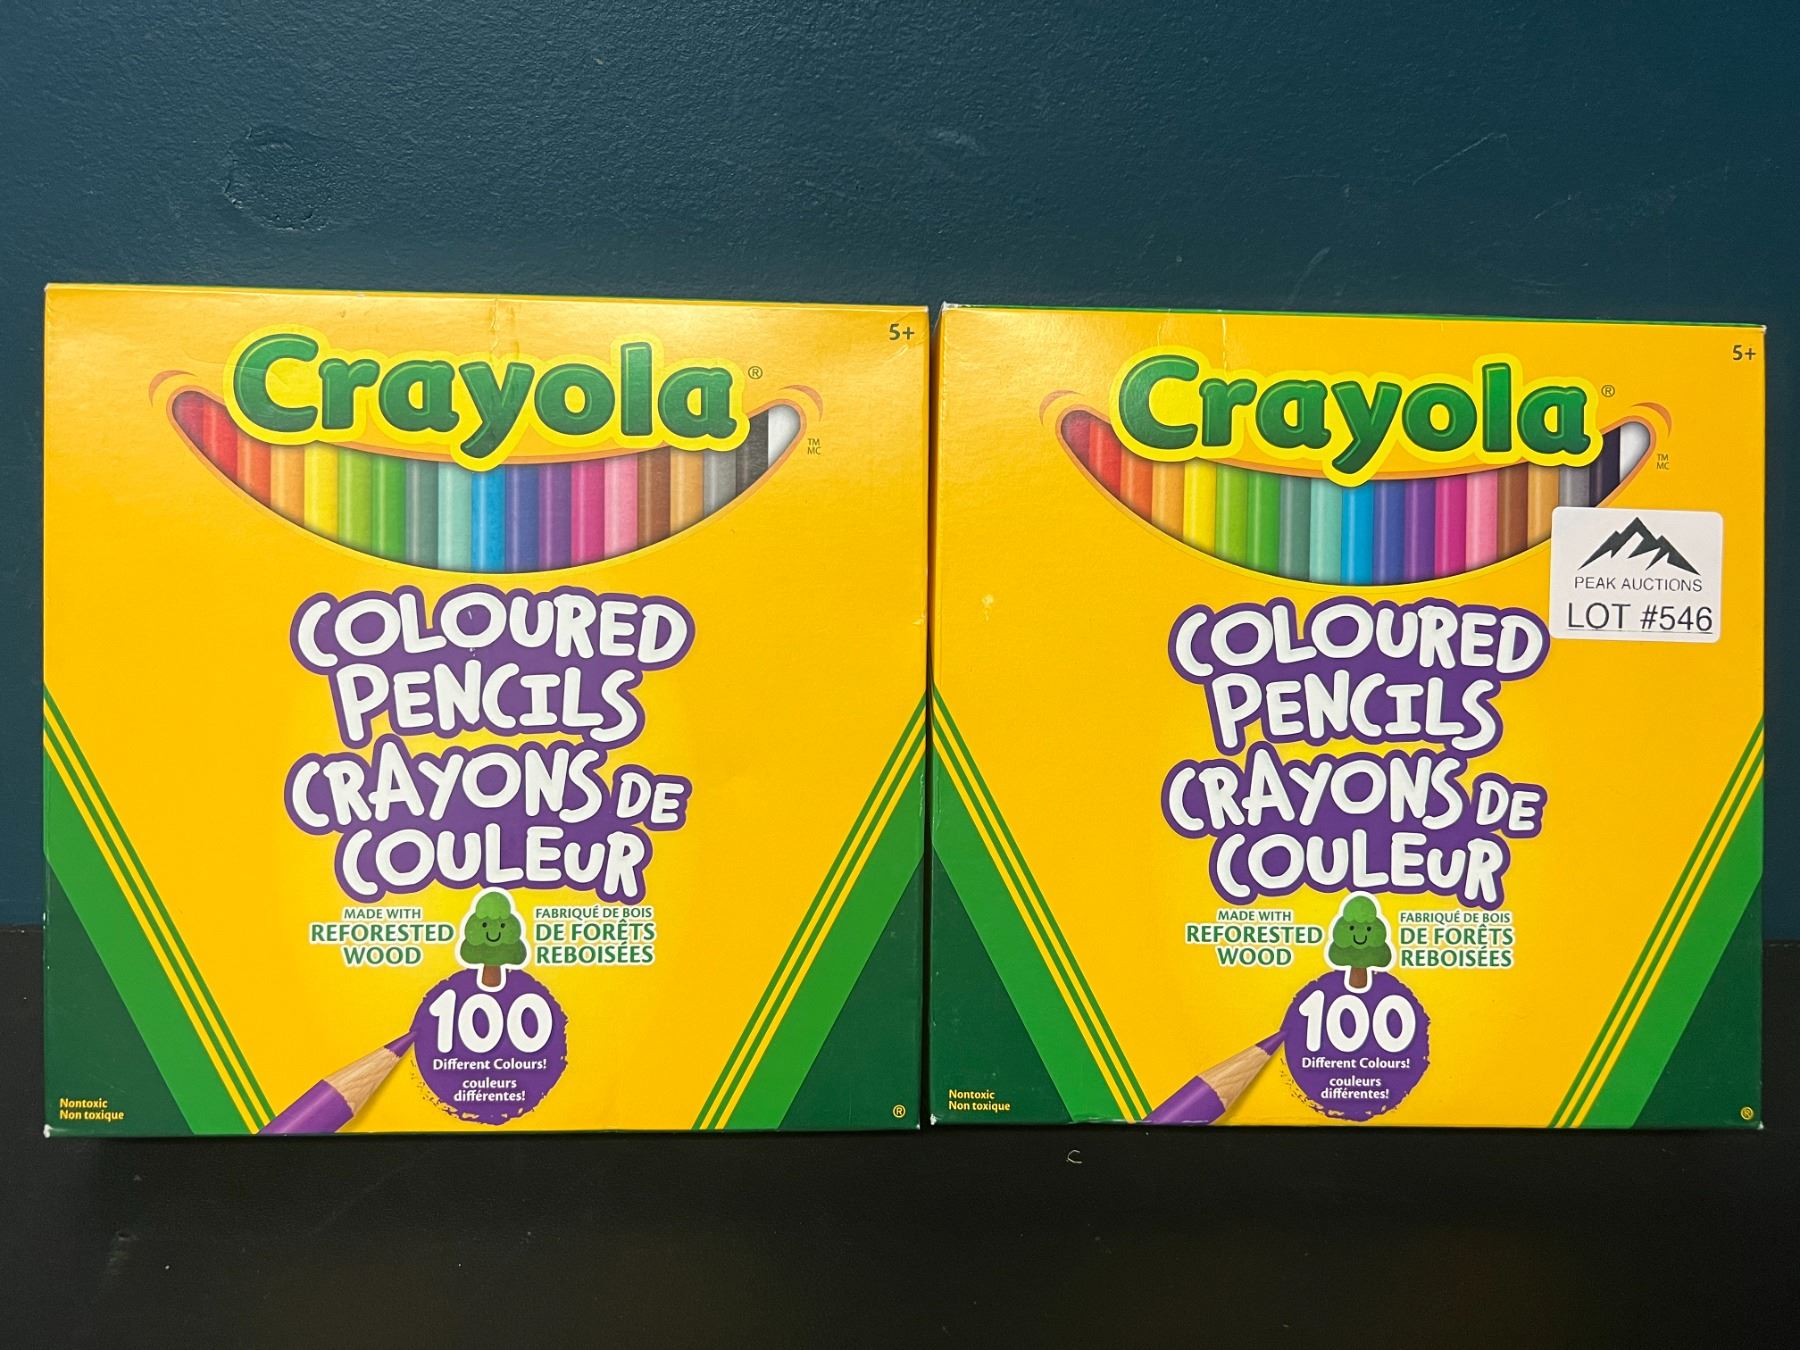 5+
Crayola®
TM
MC
COLOURED
PENCILS
CRAYONS DE
COULEUR
MADE WITH
REFORESTED
WOOD
FABRIQUÉ DE BOIS
DE FORÊTS
REBOISÉES
100
Different Colours!
couleurs
différentes!
Nontoxic
Non toxique
®
5+
Crayola®
TM
MC
PEAK AUCTIONS
LOT #546
COLOURED
PENCILS
CRAYONS DE
COULEUR
MADE WITH
REFORESTED
WOOD
FABRIQUÉ DE BOIS
DE FORÊTS
REBOISÉES
100
Different Colours!
couleurs
différentes!
Nontoxic
Non toxique
®